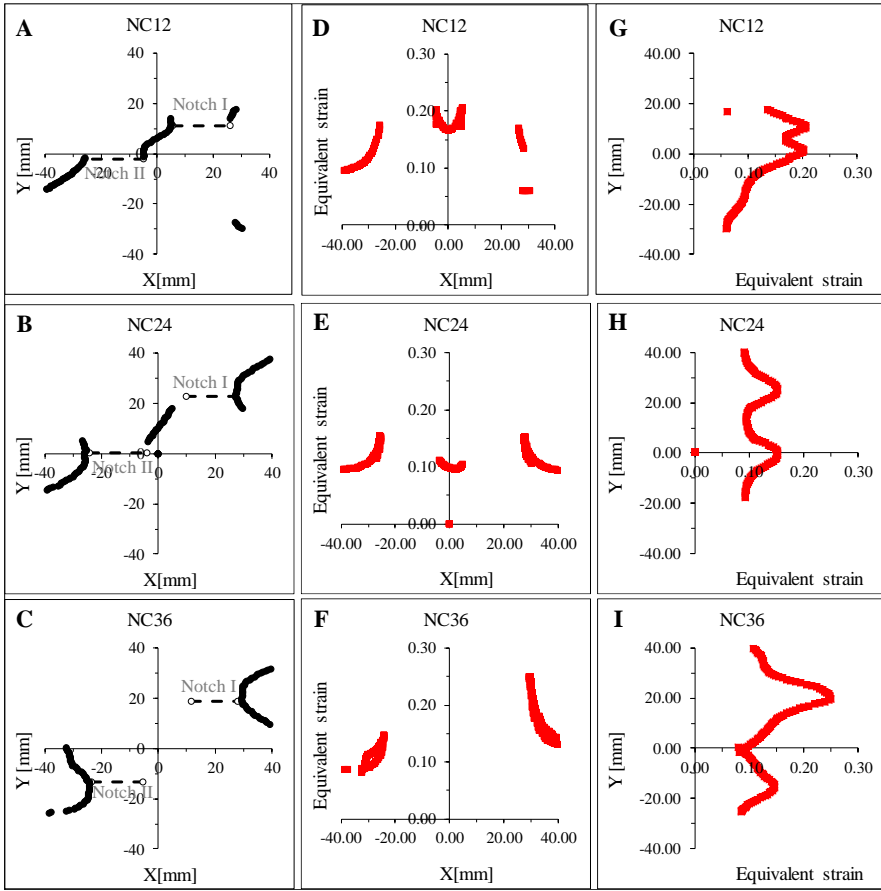 A
NC12
40
20
0
-20
-40
-40
-20
0
20
40
Notch I
Notch II
Y [mm]
X[mm]
D
NC12
0.30
0.20
0.10
0.00
-40.00
-20.00
0.00
20.00
40.00
Equivalent strain
X[mm]
G
NC12
40.00
20.00
0.00
-20.00
-40.00
0.00
0.10
0.20
0.30
Y [mm]
Equivalent strain
B
NC24
40
20
0
-20
-40
-40
-20
0
20
40
Notch I
Notch II
Y [mm]
X[mm]
E
NC24
0.30
0.20
0.10
0.00
-40.00
-20.00
0.00
20.00
40.00
Equivalent strain
X[mm]
H
NC24
40.00
20.00
0.00
-20.00
-40.00
0.00
0.10
0.20
0.30
Y [mm]
Equivalent strain
C
NC36
40
20
0
-20
-40
-40
-20
0
20
40
Notch I
Notch II
Y [mm]
X[mm]
F
NC36
0.30
0.20
0.10
0.00
-40.00
-20.00
0.00
20.00
40.00
Equivalent strain
X[mm]
I
NC36
40.00
20.00
0.00
-20.00
-40.00
0.00
0.10
0.20
0.30
Y [mm]
Equivalent strain